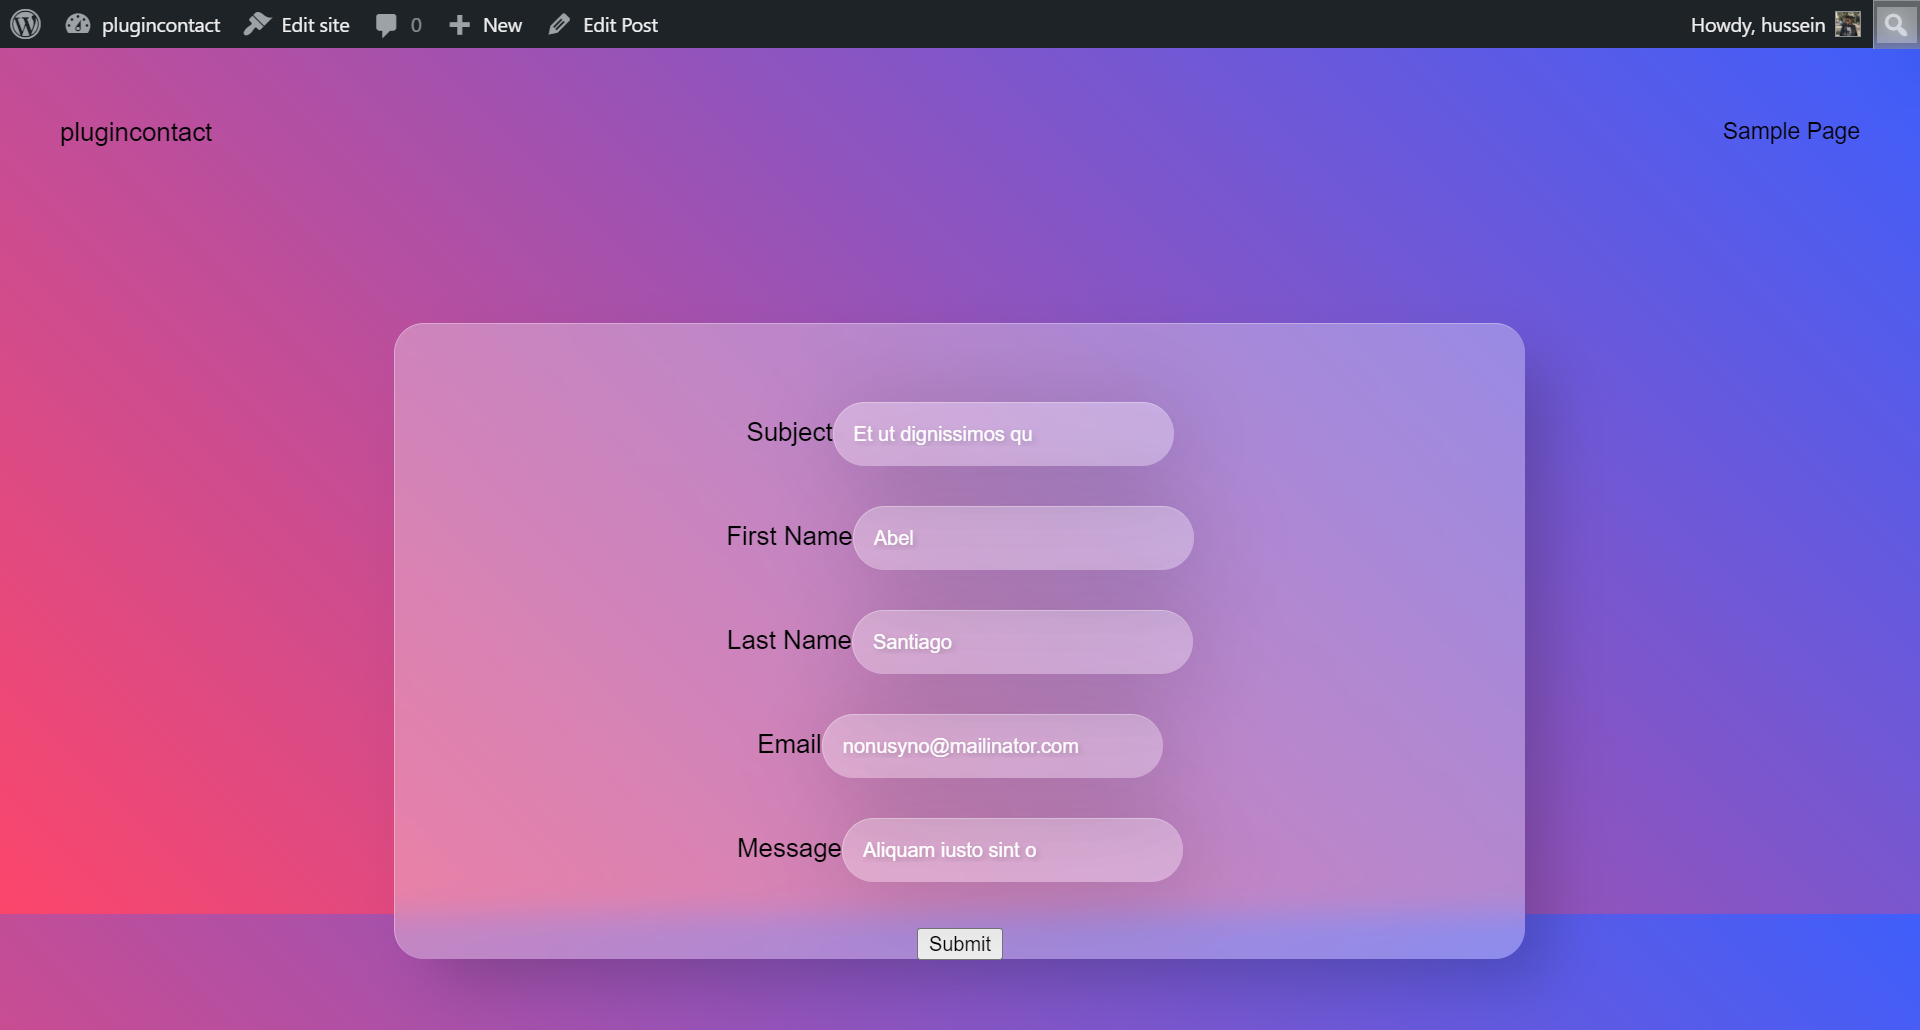 plugincontact Edit site 0 New Edit Post Howdy, hussein
plugincontact Sample Page
Subject Et ut dignissimos qu
First Name Abel
Last Name Santiago
Email nonusyno@mailinator.com
Message Aliquam iusto sint o
Submit